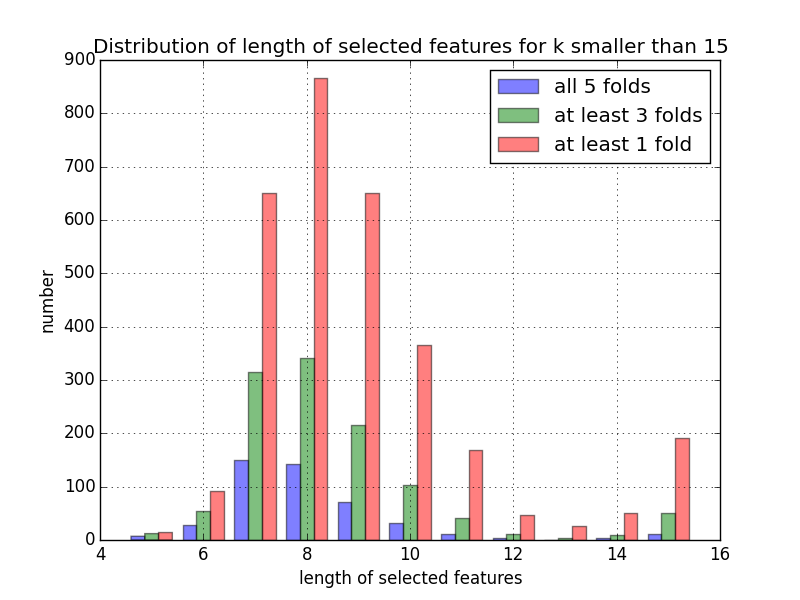 Distribution of length of selected features for k smaller than 15
900
800
700
600
500
400
300
200
100
0
number
all 5 folds
at least 3 folds
at least 1 fold
4 6 8 10 12 14 16
length of selected features